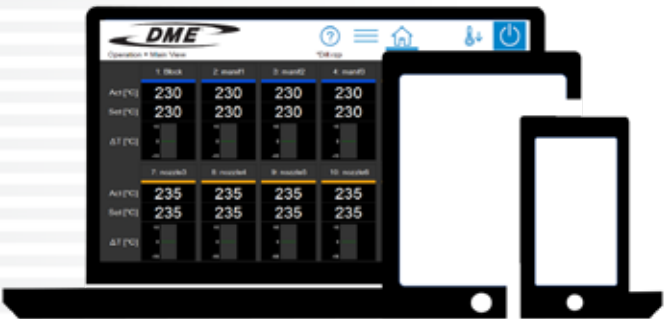 DME
Operation > Main View
1: Block 2: manif1 3: manif2 4: manif3
Act [°C] 230 230 230 230
Set [°C] 230 230 230 230
ΔT [°C]
7: nozzle3 8: nozzle4 9: nozzle5 10: nozzle6
Act [°C] 235 235 235 235
Set [°C] 235 235 235 235
ΔT [°C]